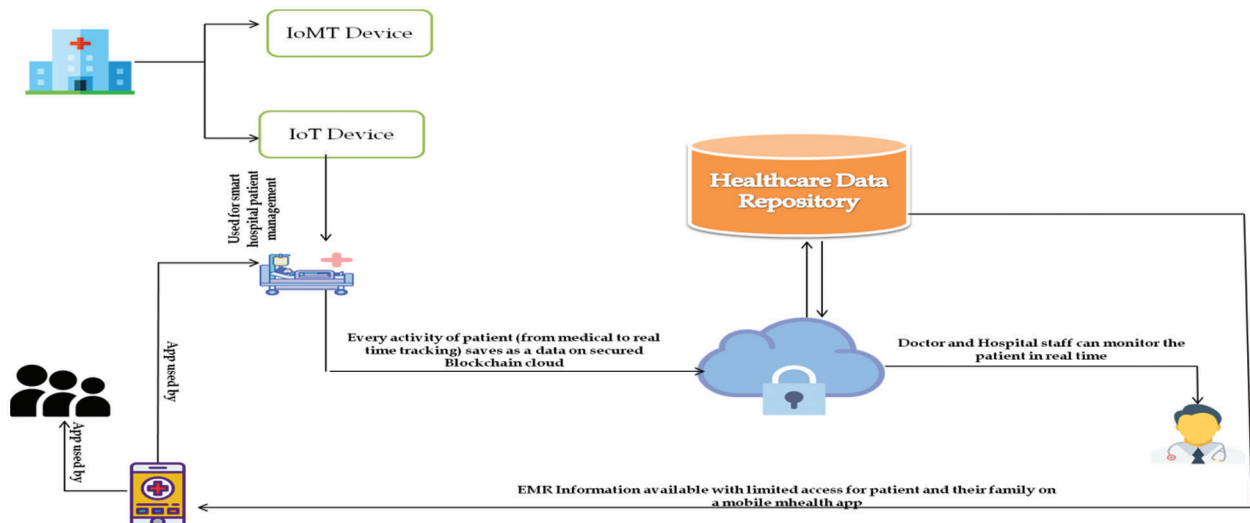 IoMT Device
IoT Device
Used for smart
hospital patient
management
Healthcare Data
Repository
App used by
Every activity of patient (from medical to real
time tracking) saves as a data on secured
Blockchain cloud
Doctor and Hospital staff can monitor the
patient in real time
App used by
EMR Information available with limited access for patient and their family on
a mobile mhealth app